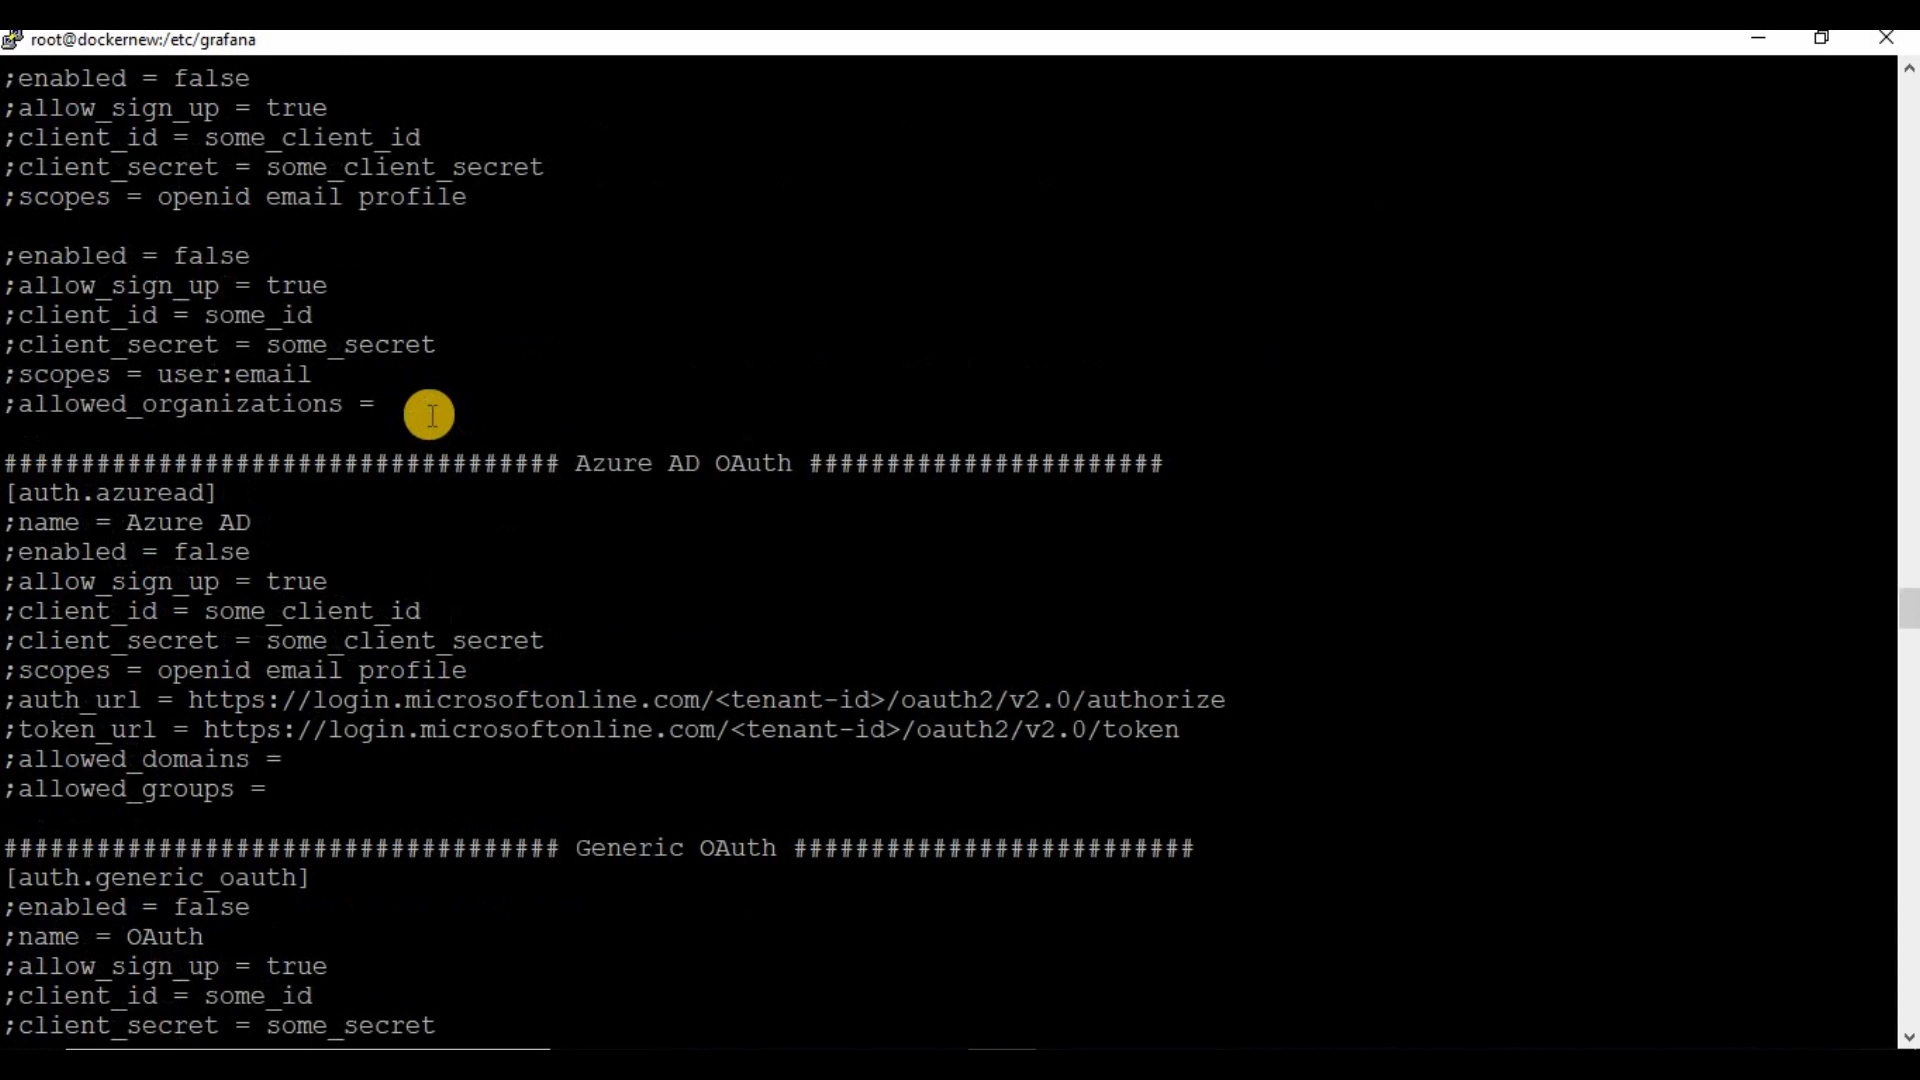 root@dockernew:/etc/grafana
;enabled = false
;allow_sign_up = true
;client_id = some_client_id
;client_secret = some_client_secret
;scopes = openid email profile
;enabled = false
;allow_sign_up = true
;client_id = some_id
;client_secret = some_secret
;scopes = user:email
;allowed_organizations =
#################################### Azure AD OAuth #######################
[auth.azuread]
;name = Azure AD
;enabled = false
;allow_sign_up = true
;client_id = some_client_id
;client_secret = some_client_secret
;scopes = openid email profile
;auth_url = https://login.microsoftonline.com/<tenant-id>/oauth2/v2.0/authorize
;token_url = https://login.microsoftonline.com/<tenant-id>/oauth2/v2.0/token
;allowed_domains =
;allowed_groups =
#################################### Generic OAuth ##########################
[auth.generic_oauth]
;enabled = false
;name = OAuth
;allow_sign_up = true
;client_id = some_id
;client_secret = some_secret